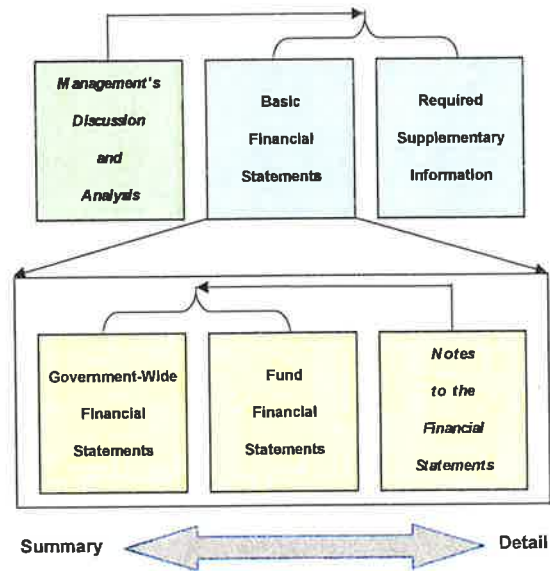 Management's
Discussion
and
Analysis
Basic
Financial
Statements
Required
Supplementary
Information
Government-Wide
Financial
Statements
Fund
Financial
Statements
Notes
to the
Financial
Statements
Summary
Detail